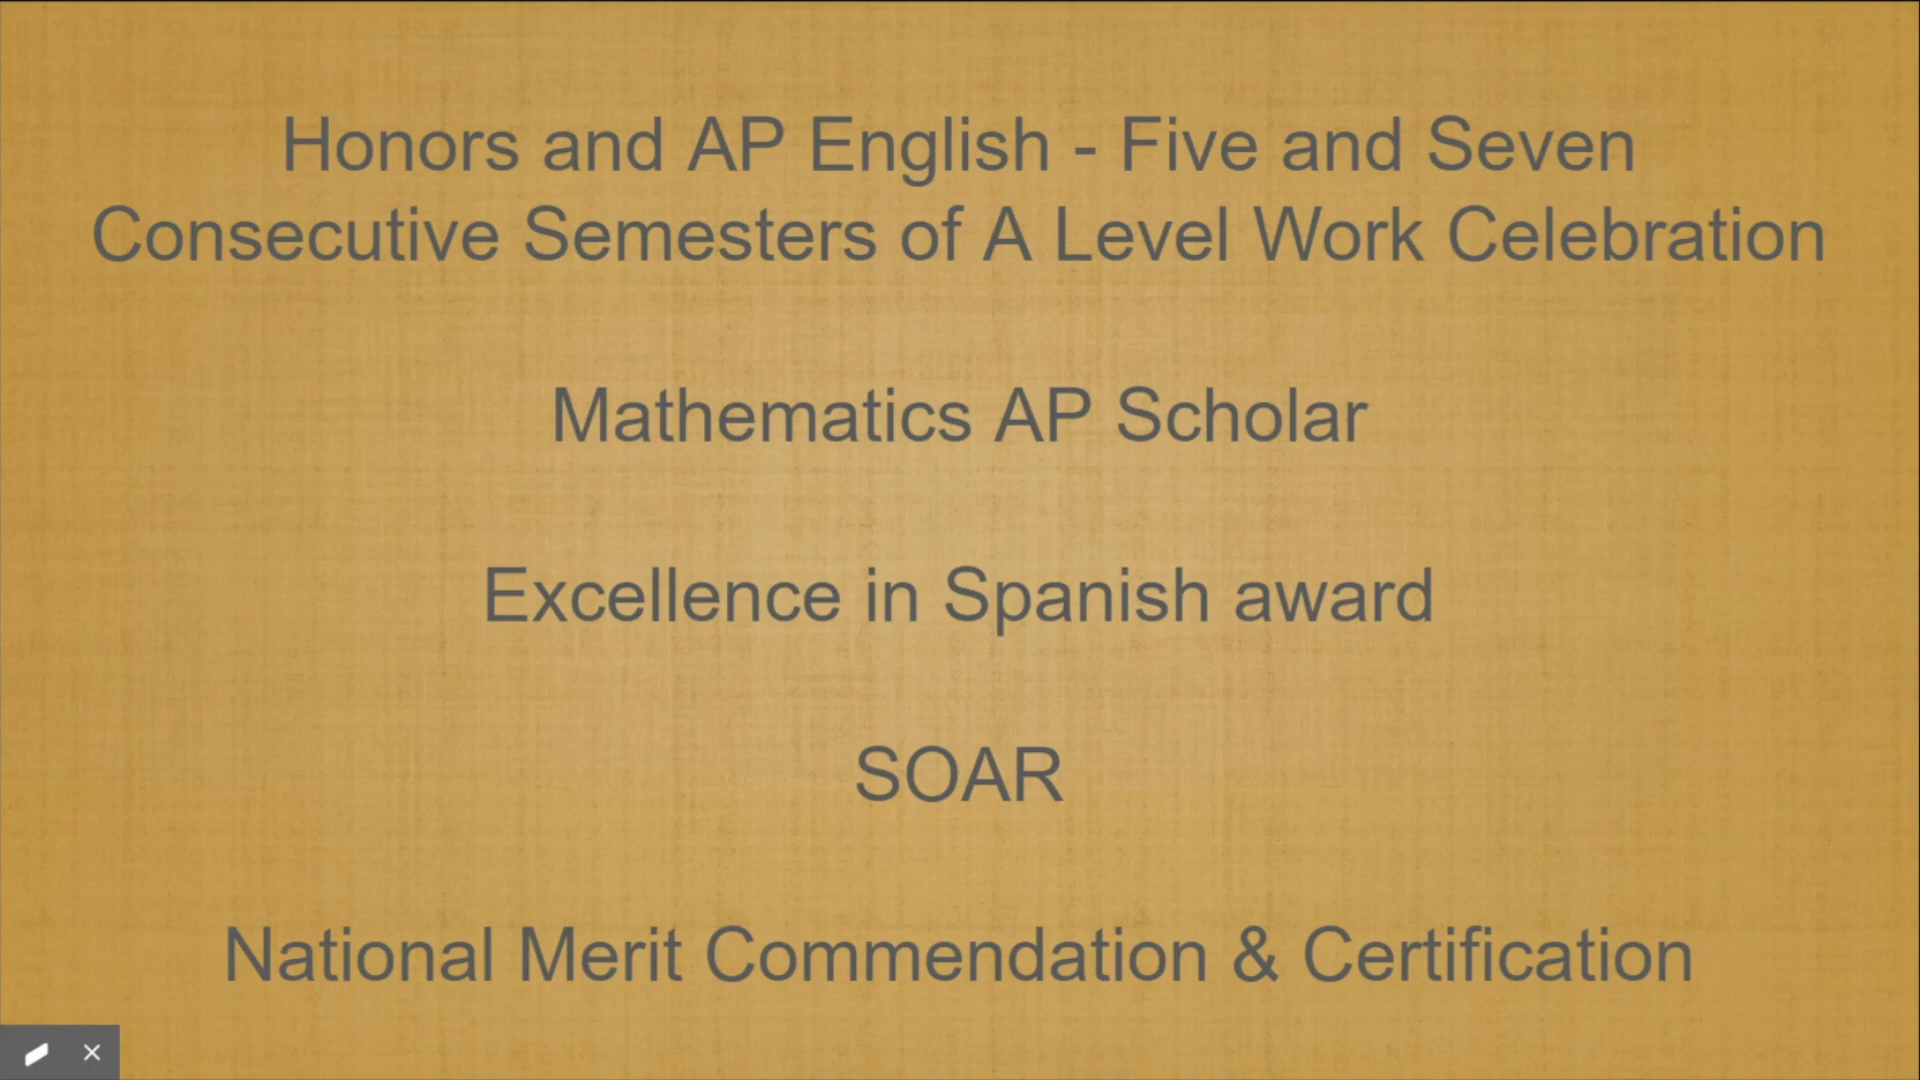 Honors and AP English - Five and Seven
Consecutive Semesters of A Level Work Celebration
Mathematics AP Scholar
Excellence in Spanish award
SOAR
National Merit Commendation & Certification